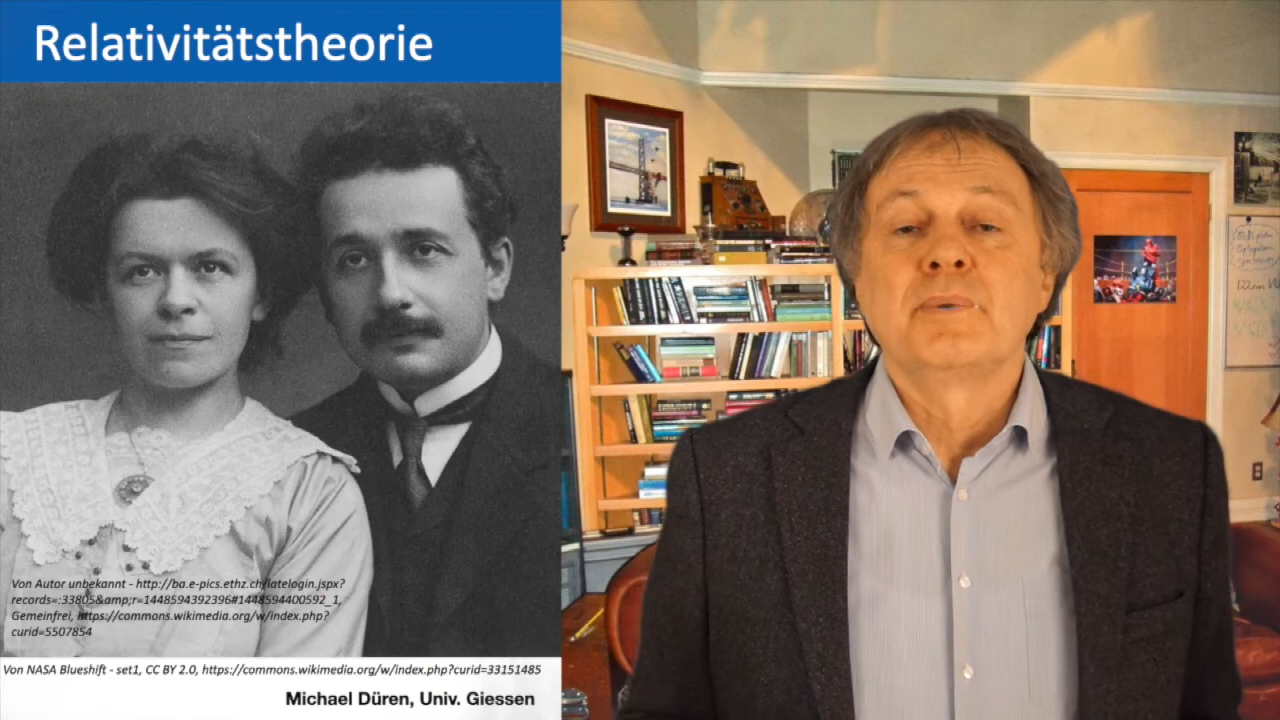 Relativitätstheorie
Von Autor unbekannt - http://ba.e-pics.ethz.ch/latelogin.jspx?
records=:33805&amp;r=1448594392396#1448594400592_1,
Gemeinfrei, https://commons.wikimedia.org/w/index.php?
curid=5507854
Von NASA Blueshift - set1, CC BY 2.0, https://commons.wikimedia.org/w/index.php?curid=33151485
Michael Düren, Univ. Giessen